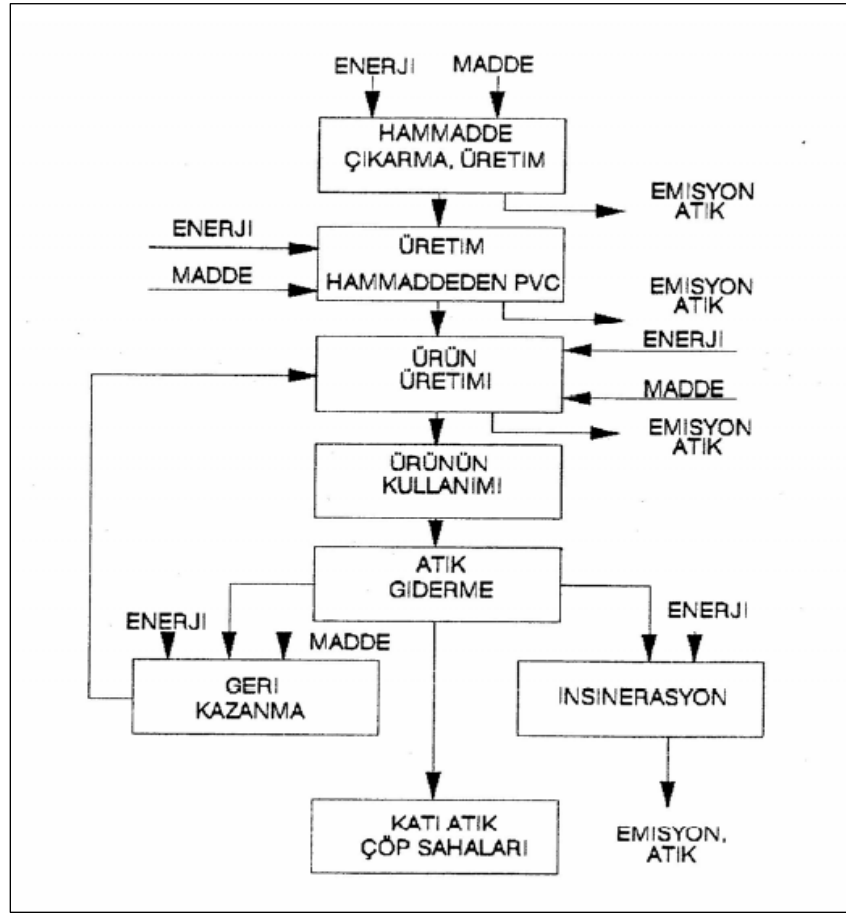 ENERJI
MADDE
HAMMADDE
ÇIKARMA, ÜRETIM
EMISYON
ATIK
ENERJI
MADDE
ÜRETIM
HAMMADDEDEN PVC
EMISYON
ATIK
ENERJI
MADDE
ÜRÜN
ÜRETIMI
EMISYON
ATIK
ÜRÜNÜN
KULLANIMI
ATIK
GIDERME
ENERJI
MADDE
GERI
KAZANMA
ENERJI
INSINERASYON
KATI ATIK
ÇÖP SAHALARI
EMISYON,
ATIK